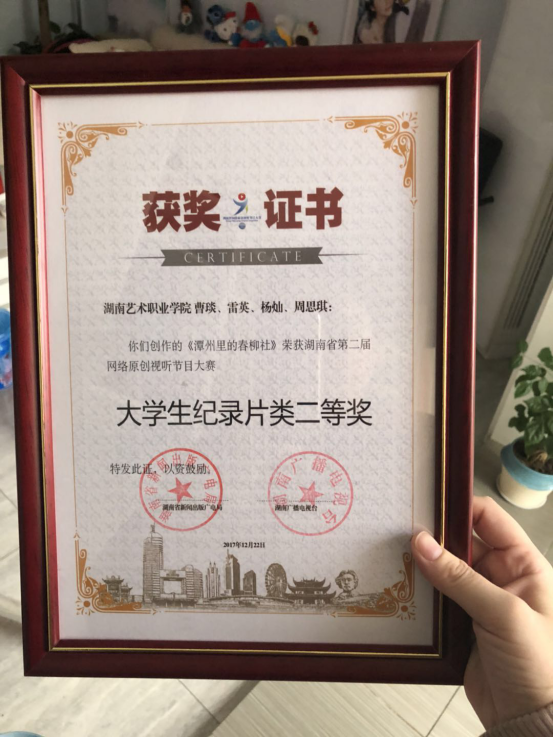 获奖 证书
CERTIFICATE
湖南艺术职业学院 曹琰、雷英、杨灿、周思琪：
你们创作的《潭州里的春柳社》荣获湖南省第二届
网络原创视听节目大赛
大学生纪录片类二等奖
特发此证，以资鼓励。
湖南省新闻出版广电局
湖南广播电视台
2017年12月22日